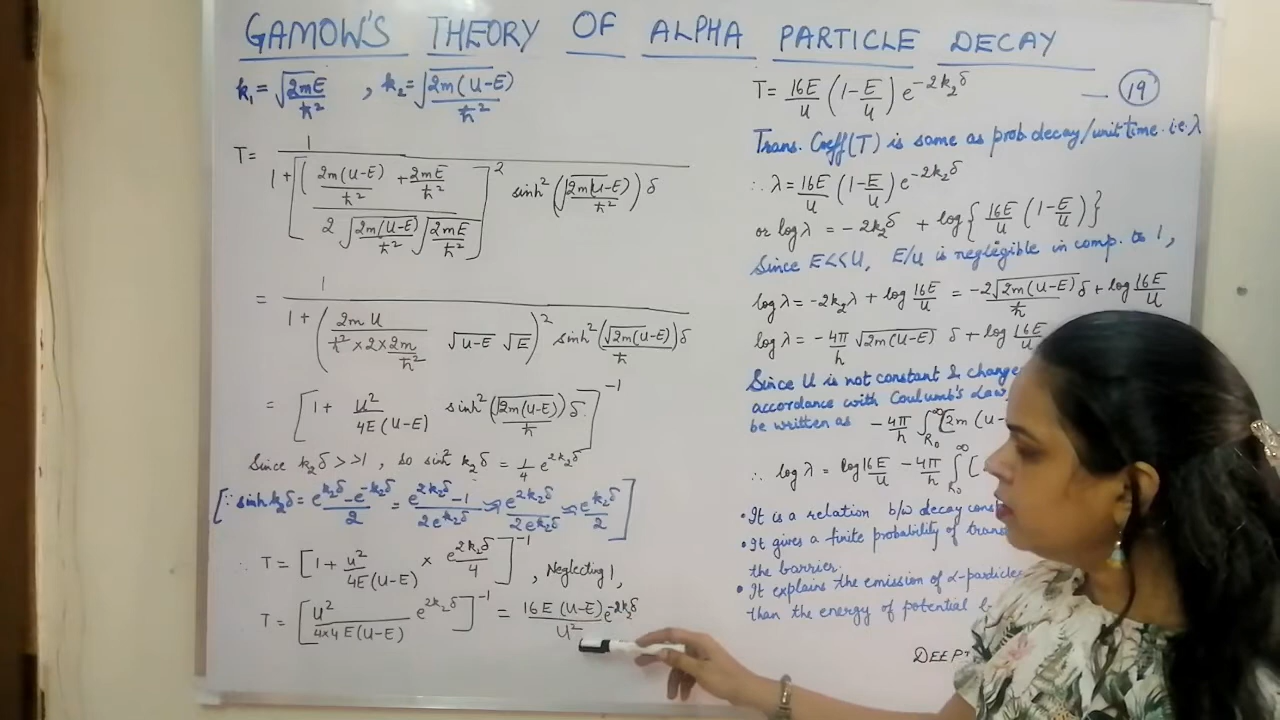 GAMOW'S THEORY OF ALPHA PARTICLE DECAY
k₁ = √(2mE/ħ²) , k₂ = √(2m(U-E)/ħ²)
T = 1/(1+[(2m(U-E)/ħ² + 2mE/ħ²)/(2√(2m(U-E)/ħ²) √(2mE/ħ²))]² sinh²(√(2m(U-E)/ħ²))δ)
= 1/(1+(2mU/(ħ²×2×2m/ħ² √(U-E) √E))² sinh²(√(2m(U-E))/ħ)δ)
= [1+ U²/4E(U-E) sinh²(√(2m(U-E))/ħ)δ.]⁻¹
Since k₂δ>>1, so sinh² k₂δ = 1/4 e^(2k₂δ)
[∵ sinh k₂δ = (e^(k₂δ) - e^(-k₂δ))/2 = (e^(2k₂δ) - 1)/(2e^(k₂δ)) ≈ e^(2k₂δ)/(2e^(k₂δ)) ≈ e^(k₂δ)/2]
∴ T = [1+ U²/4E(U-E) × e^(2k₂δ)/4]⁻¹ , Neglecting 1,
T = [U²/(4×4E(U-E)) e^(2k₂δ)]⁻¹ = 16E(U-E)/U² e^(-2k₂δ)
T = 16E/U (1-E/U) e^(-2k₂δ) — (19)
Trans. Coeff(T) is same as prob. decay/unit time. i.e. λ
∴ λ = 16E/U (1-E/U) e^(-2k₂δ)
or log λ = -2k₂δ + log{16E/U (1-E/U)}
Since E<<U, E/U is negligible in comp. to 1,
log λ = -2k₂λ + log 16E/U = -2√(2m(U-E))/ħ δ + log 16E/U
log λ = -4π/h √(2m(U-E)) δ + log 16E/U
Since U is not constant & change
accordance with Coulumb's Law
be written as -4π/h ∫_(R₀)^∞ [2m (U-
∴ log λ = log 16E/U - 4π/h ∫_(R₀)^∞ [
• It is a relation b/w decay const
• It gives a finite probability of trans
the barrier.
• It explains the emission of α-particle
than the energy of potential b
DEEPT